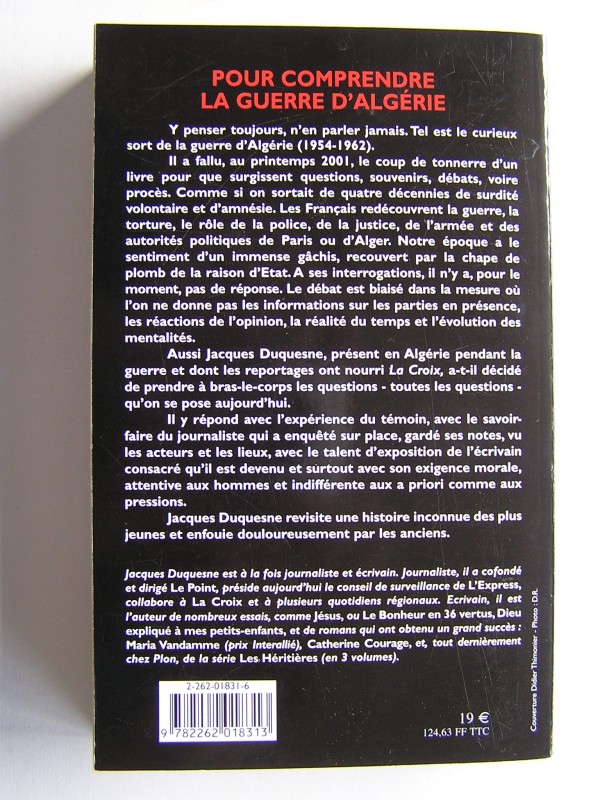 POUR COMPRENDRE
LA GUERRE D'ALGÉRIE
Y penser toujours, n'en parler jamais. Tel est le curieux
sort de la guerre d'Algérie (1954-1962).
Il a fallu, au printemps 2001, le coup de tonnerre d'un
livre pour que surgissent questions, souvenirs, débats, voire
procès. Comme si on sortait de quatre décennies de surdité
volontaire et d'amnésie. Les Français redécouvrent la guerre, la
torture, le rôle de la police, de la justice, de l'armée et des
autorités politiques de Paris ou d'Alger. Notre époque a le
sentiment d'un immense gâchis, recouvert par la chape de
plomb de la raison d'Etat. A ses interrogations, il n'y a, pour le
moment, pas de réponse. Le débat est biaisé dans la mesure où
l'on ne donne pas les informations sur les parties en présence,
les réactions de l'opinion, la réalité du temps et l'évolution des
mentalités.
Aussi Jacques Duquesne, présent en Algérie pendant la
guerre et dont les reportages ont nourri La Croix, a-t-il décidé
de prendre à bras-le-corps les questions - toutes les questions -
qu'on se pose aujourd'hui.
Il y répond avec l'expérience du témoin, avec le savoir-
faire du journaliste qui a enquêté sur place, gardé ses notes, vu
les acteurs et les lieux, avec le talent d'exposition de l'écrivain
consacré qu'il est devenu et surtout avec son exigence morale,
attentive aux hommes et indifférente aux a priori comme aux
pressions.
Jacques Duquesne revisite une histoire inconnue des plus
jeunes et enfouie douloureusement par les anciens.
Jacques Duquesne est à la fois journaliste et écrivain. Journaliste, il a cofondé
et dirigé Le Point, préside aujourd'hui le conseil de surveillance de L'Express,
collabore à La Croix et à plusieurs quotidiens régionaux. Ecrivain, il est
l'auteur de nombreux essais, comme Jésus, ou Le Bonheur en 36 vertus, Dieu
expliqué à mes petits-enfants, et de romans qui ont obtenu un grand succès :
Maria Vandamme (prix Interallié), Catherine Courage, et, tout dernièrement
chez Plon, de la série Les Héritières (en 3 volumes).
2-262-01831-6
9 782262 018313
19 €
124,63 FF TTC
Couverture Didier Thimonier - Photo : D.R.